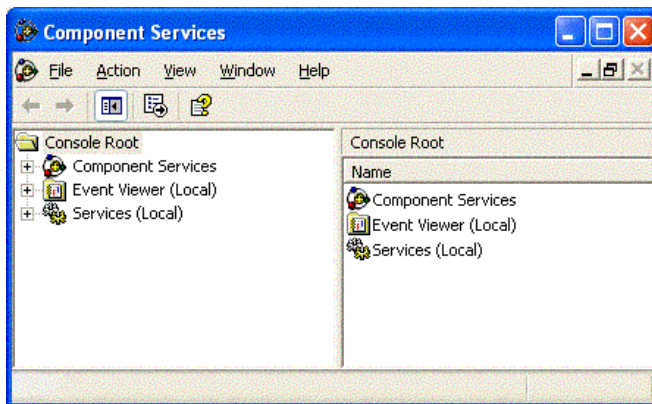 Component Services
File Action View Window Help
Console Root
Component Services
Event Viewer (Local)
Services (Local)
Console Root
Name
Component Services
Event Viewer (Local)
Services (Local)